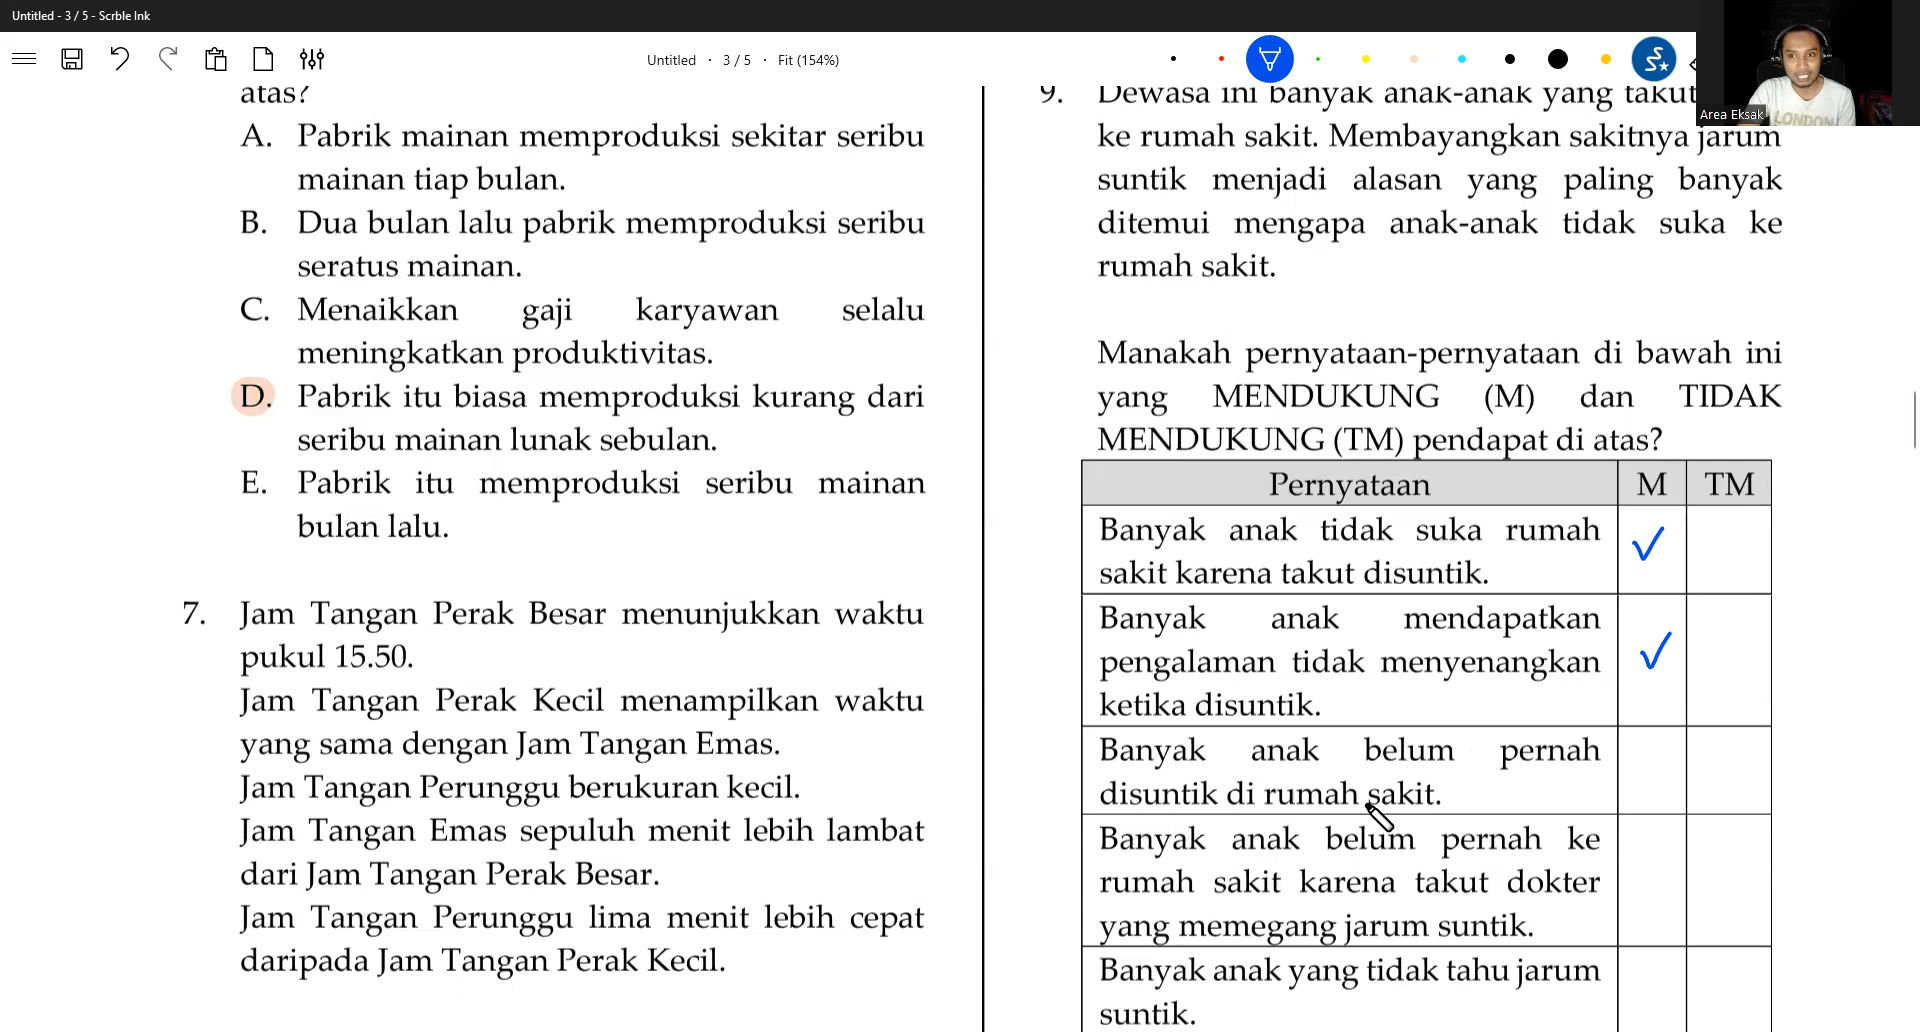 Untitled - 3 / 5 - Scrble Ink
Untitled · 3 / 5 · Fit (154%)
Area Eksak
LONDON
atas?
A. Pabrik mainan memproduksi sekitar seribu
mainan tiap bulan.
B. Dua bulan lalu pabrik memproduksi seribu
seratus mainan.
C. Menaikkan gaji karyawan selalu
meningkatkan produktivitas.
D. Pabrik itu biasa memproduksi kurang dari
seribu mainan lunak sebulan.
E. Pabrik itu memproduksi seribu mainan
bulan lalu.
7. Jam Tangan Perak Besar menunjukkan waktu
pukul 15.50.
Jam Tangan Perak Kecil menampilkan waktu
yang sama dengan Jam Tangan Emas.
Jam Tangan Perunggu berukuran kecil.
Jam Tangan Emas sepuluh menit lebih lambat
dari Jam Tangan Perak Besar.
Jam Tangan Perunggu lima menit lebih cepat
daripada Jam Tangan Perak Kecil.
9. Dewasa ini banyak anak-anak yang takut
ke rumah sakit. Membayangkan sakitnya jarum
suntik menjadi alasan yang paling banyak
ditemui mengapa anak-anak tidak suka ke
rumah sakit.
Manakah pernyataan-pernyataan di bawah ini
yang MENDUKUNG (M) dan TIDAK
MENDUKUNG (TM) pendapat di atas?
Pernyataan M TM
Banyak anak tidak suka rumah
sakit karena takut disuntik.
Banyak anak mendapatkan
pengalaman tidak menyenangkan
ketika disuntik.
Banyak anak belum pernah
disuntik di rumah sakit.
Banyak anak belum pernah ke
rumah sakit karena takut dokter
yang memegang jarum suntik.
Banyak anak yang tidak tahu jarum
suntik.